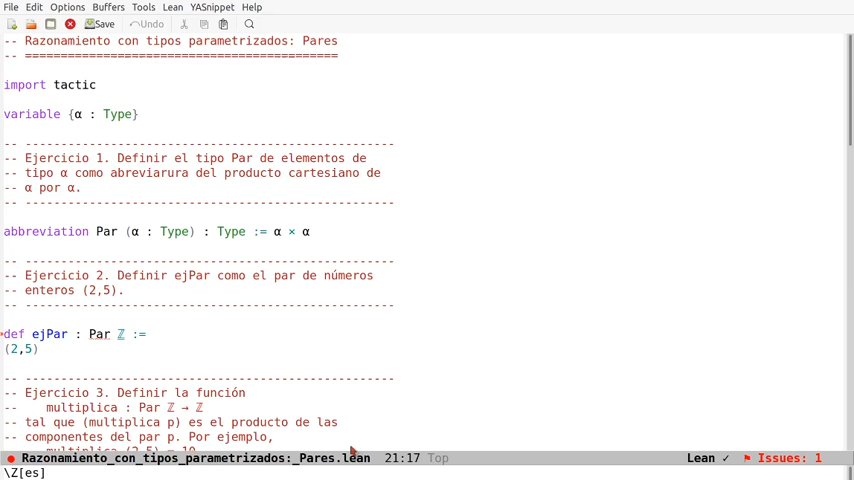 File Edit Options Buffers Tools Lean YASnippet Help
Save Undo
-- Razonamiento con tipos parametrizados: Pares
-- ============================================
import tactic
variable {α : Type}
-- ----------------------------------------------------
-- Ejercicio 1. Definir el tipo Par de elementos de
-- tipo α como abreviarura del producto cartesiano de
-- α por α.
-- ----------------------------------------------------
abbreviation Par (α : Type) : Type := α × α
-- ----------------------------------------------------
-- Ejercicio 2. Definir ejPar como el par de números
-- enteros (2,5).
-- ----------------------------------------------------
def ejPar : Par ℤ :=
(2,5)
-- ----------------------------------------------------
-- Ejercicio 3. Definir la función
--    multiplica : Par ℤ → ℤ
-- tal que (multiplica p) es el producto de las
-- componentes del par p. Por ejemplo,
--    multiplica (2,5) = 10
Razonamiento_con_tipos_parametrizados:_Pares.lean 21:17 Top Lean ✓ Issues: 1
\Z[es]